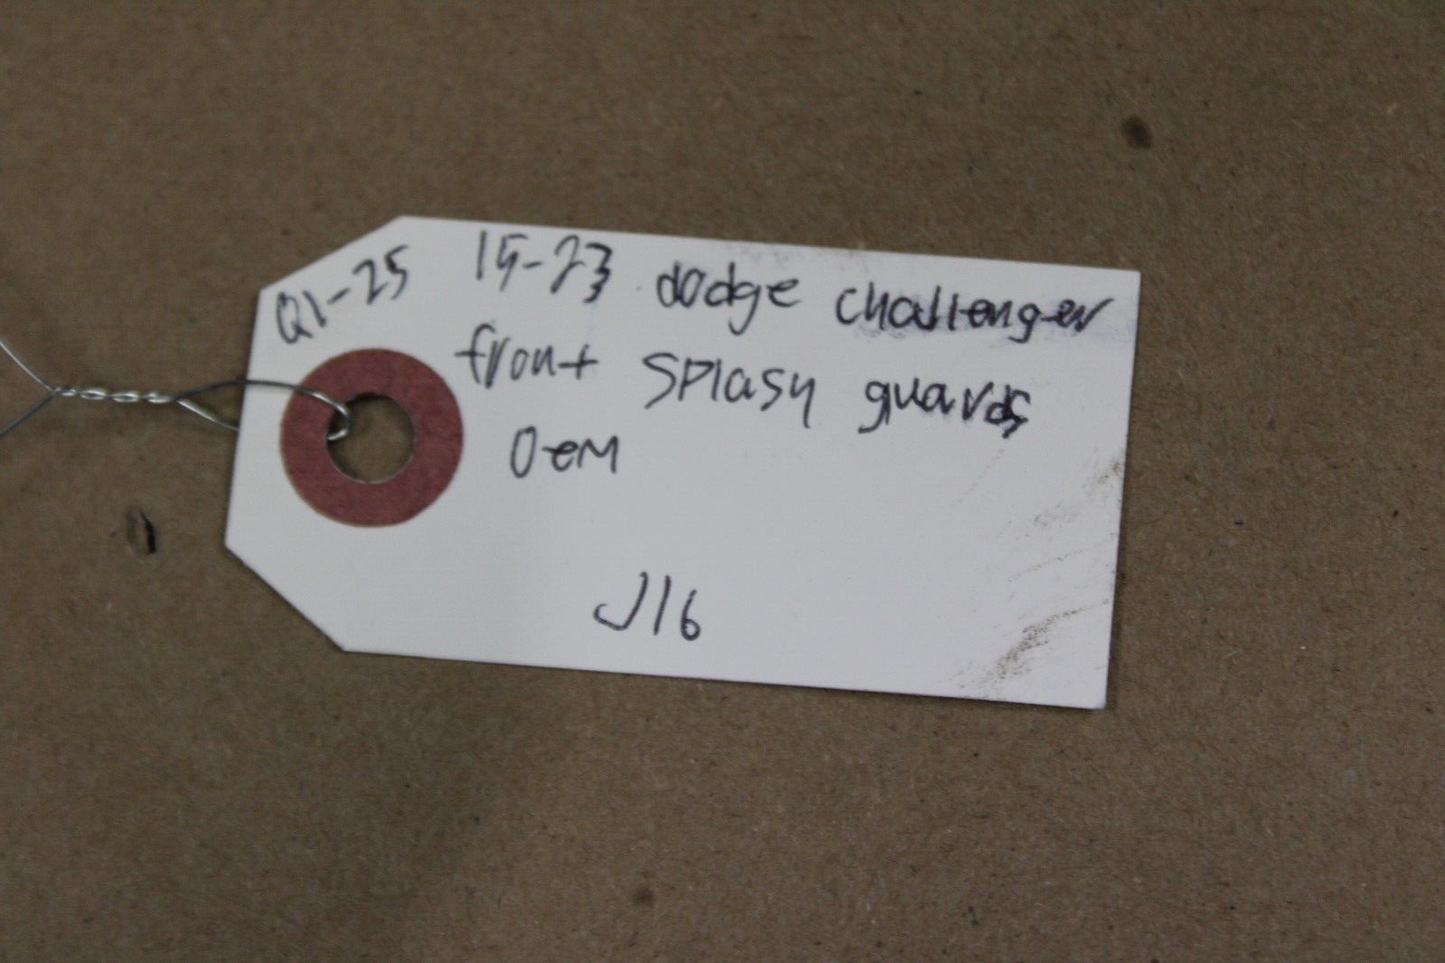 Q1-25 15-23 dodge challenger
front splash guards
Oem
J16